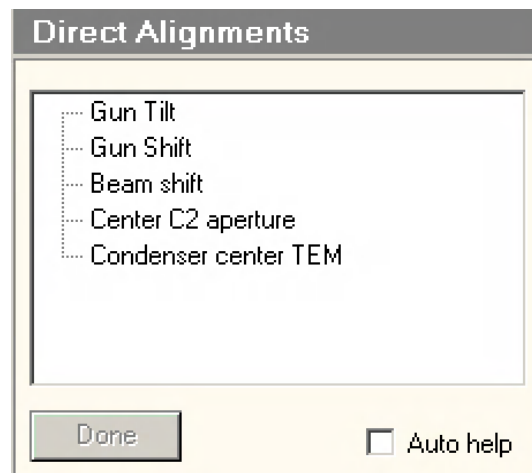 Direct Alignments
Gun Tilt
Gun Shift
Beam shift
Center C2 aperture
Condenser center TEM
Done
Auto help